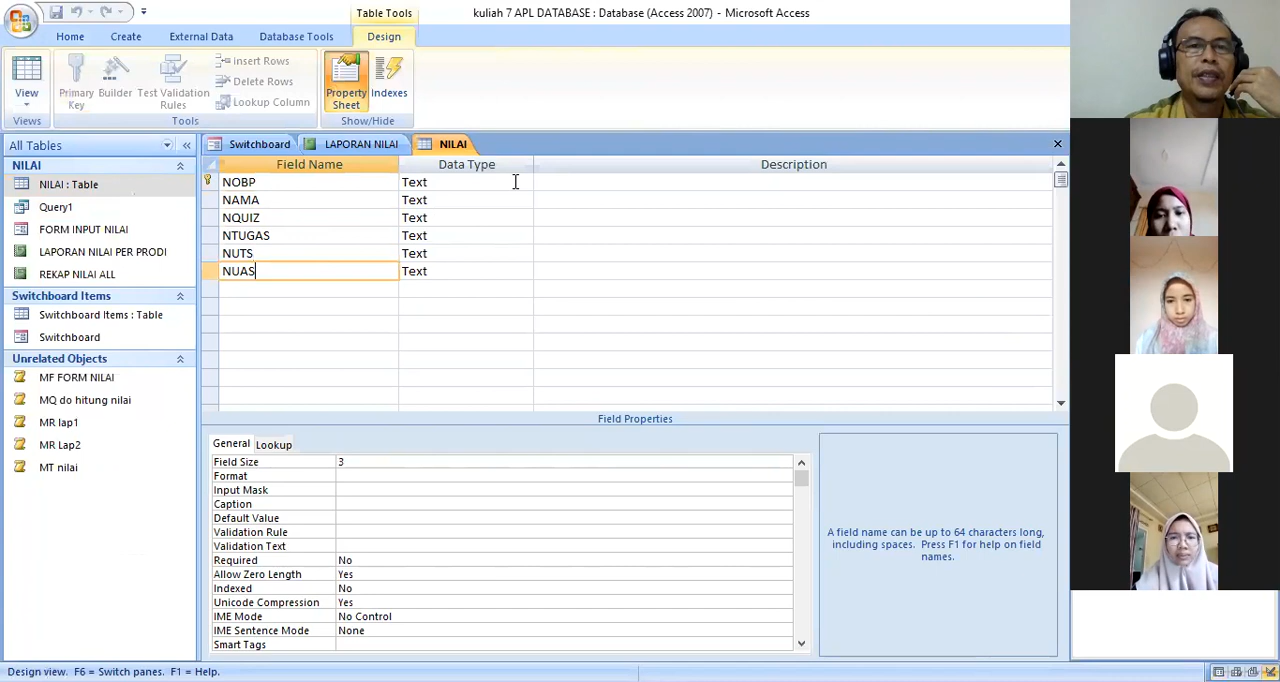 Table Tools
kuliah 7 APL DATABASE : Database (Access 2007) - Microsoft Access
Home Create External Data Database Tools Design
View
Primary Key
Builder
Test Validation Rules
Insert Rows
Delete Rows
Lookup Column
Property Sheet
Indexes
Views
Tools
Show/Hide
All Tables
NILAI
NILAI : Table
Query1
FORM INPUT NILAI
LAPORAN NILAI PER PRODI
REKAP NILAI ALL
Switchboard Items
Switchboard Items : Table
Switchboard
Unrelated Objects
MF FORM NILAI
MQ do hitung nilai
MR lap1
MR Lap2
MT nilai
Switchboard LAPORAN NILAI NILAI
Field Name Data Type Description
NOBP Text
NAMA Text
NQUIZ Text
NTUGAS Text
NUTS Text
NUAS Text
Field Properties
General Lookup
Field Size 3
Format
Input Mask
Caption
Default Value
Validation Rule
Validation Text
Required No
Allow Zero Length Yes
Indexed No
Unicode Compression Yes
IME Mode No Control
IME Sentence Mode None
Smart Tags
A field name can be up to 64 characters long,
including spaces. Press F1 for help on field
names.
Design view. F6 = Switch panes. F1 = Help.